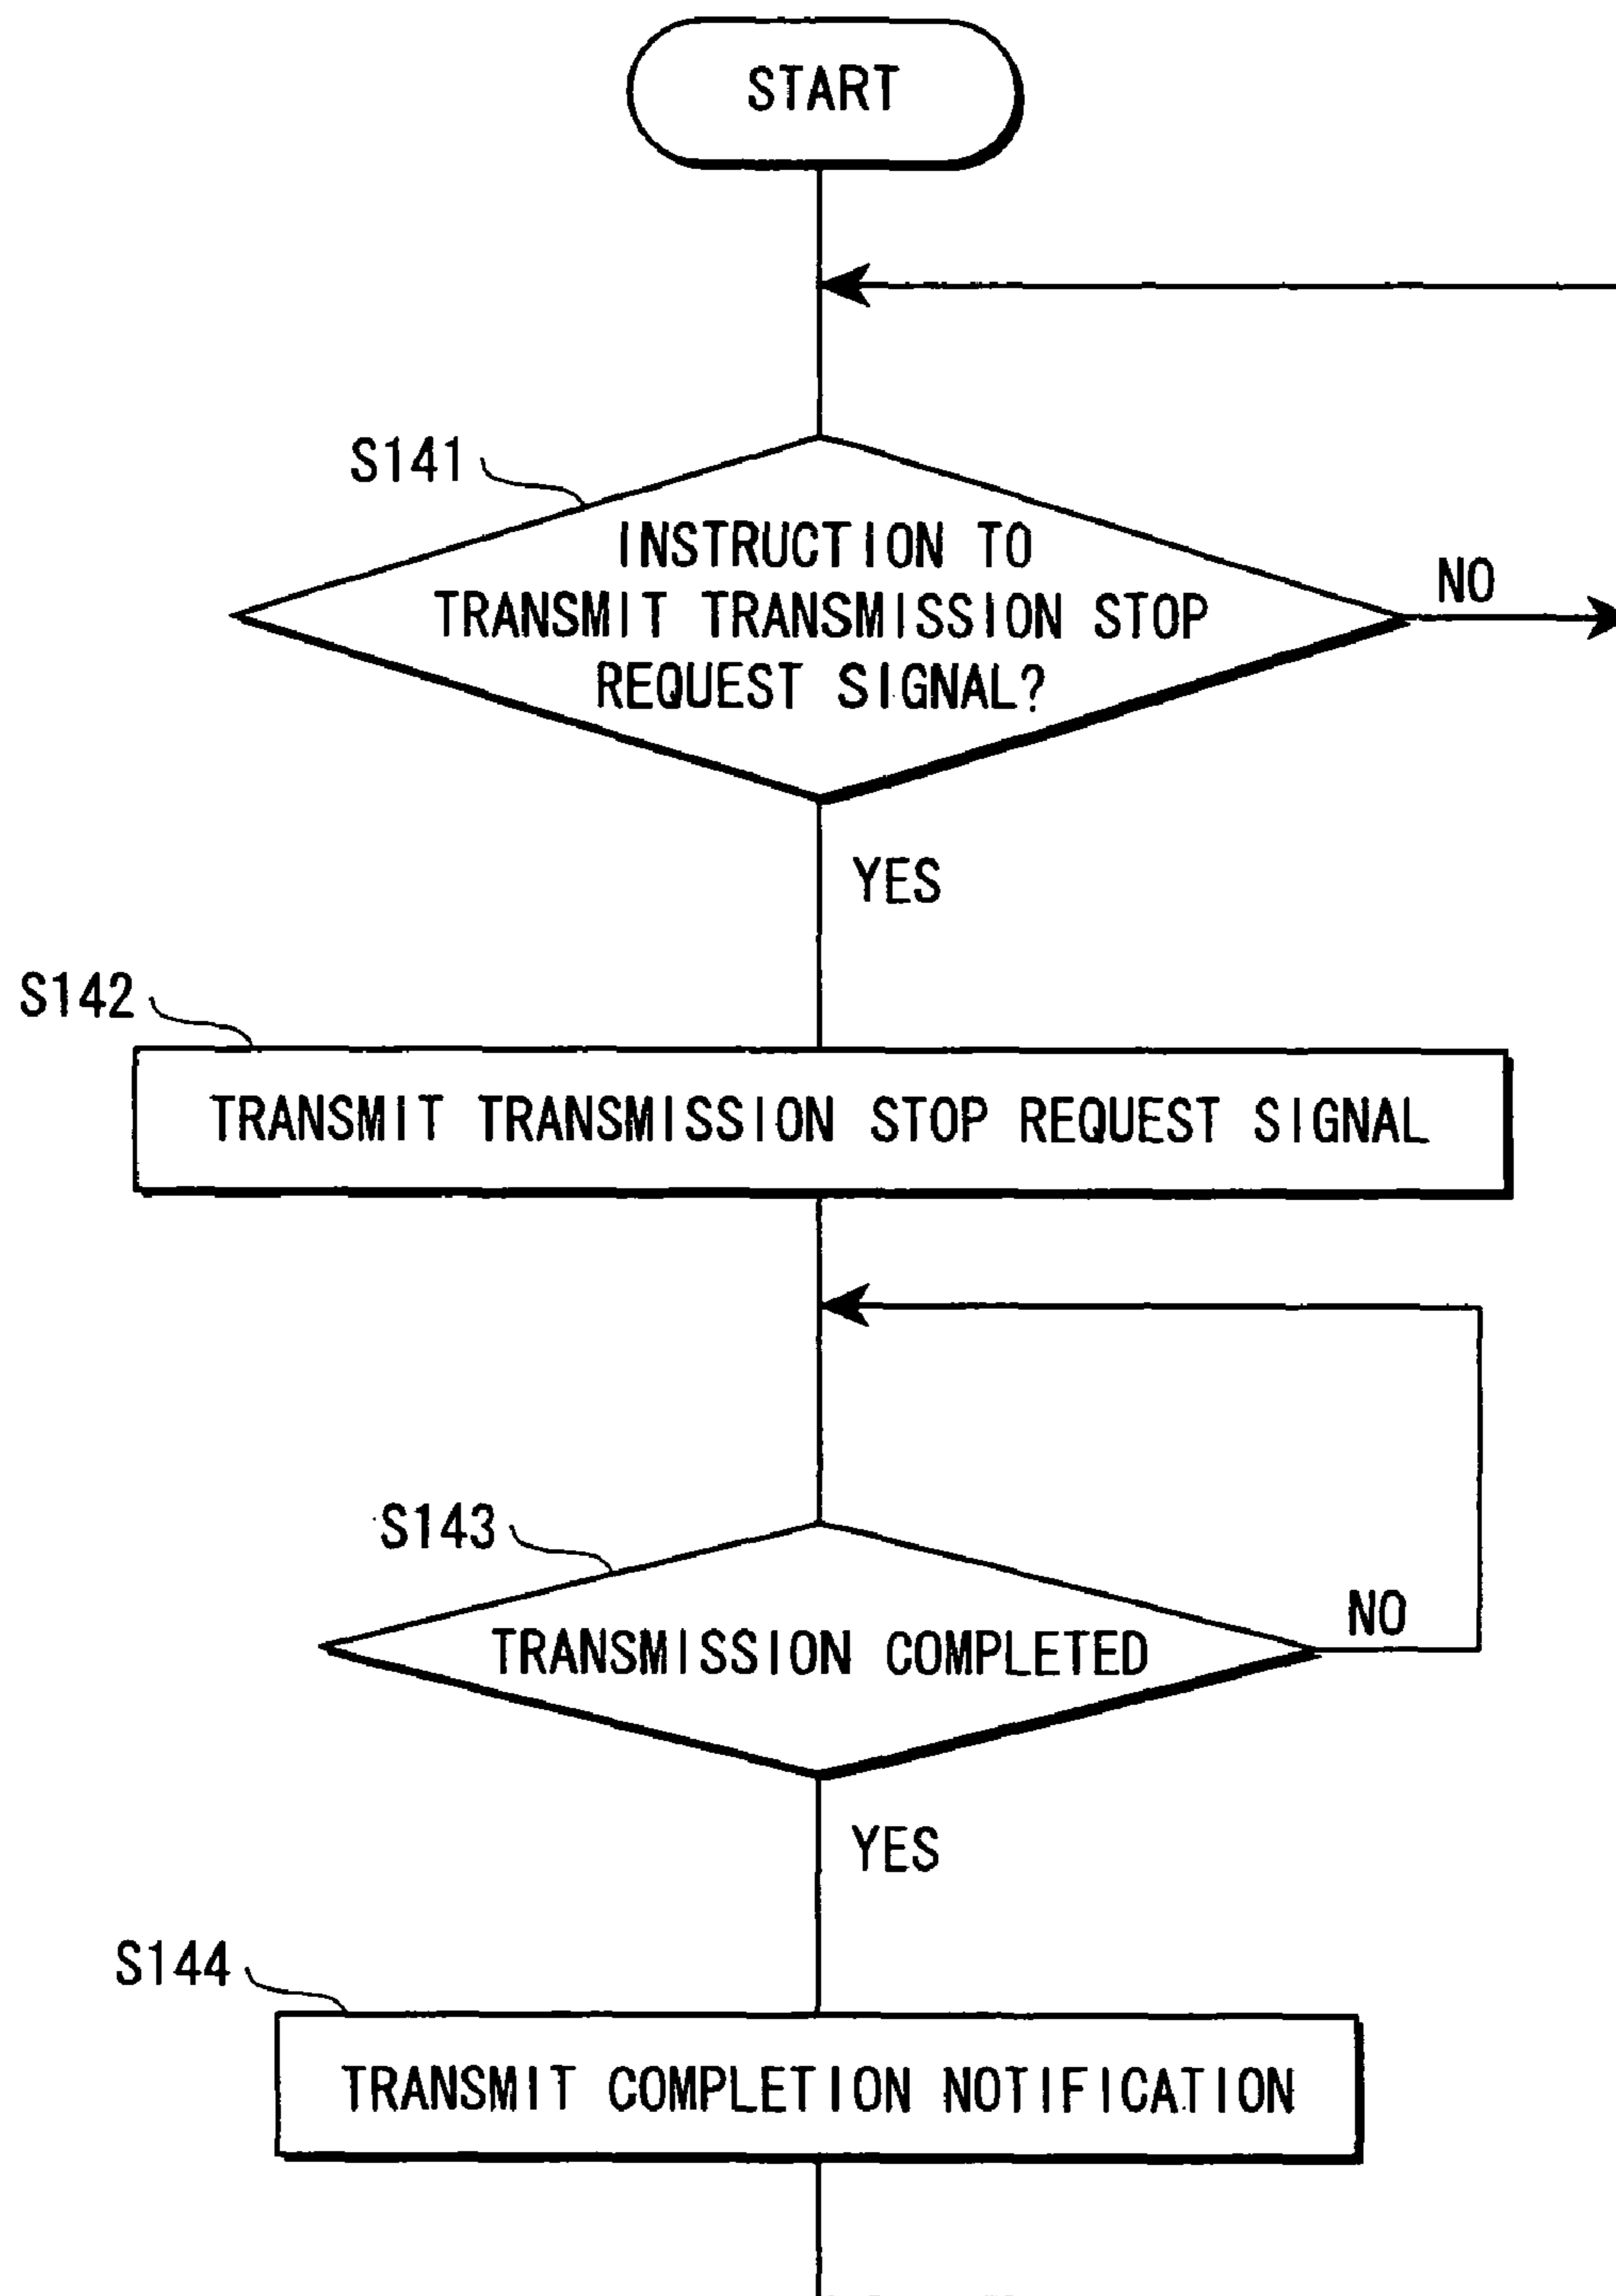 START
S141
INSTRUCTION TO
TRANSMIT TRANSMISSION STOP
REQUEST SIGNAL?
NO
YES
S142
TRANSMIT TRANSMISSION STOP REQUEST SIGNAL
S143
TRANSMISSION COMPLETED
NO
YES
S144
TRANSMIT COMPLETION NOTIFICATION